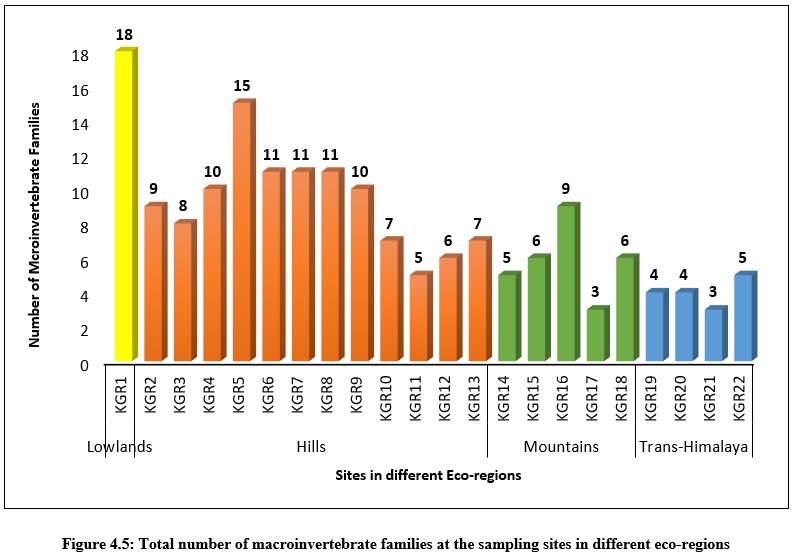 18
18
16
14
12
10
8
6
4
2
0
Number of Mcroinvertebrate Families
9
8
10
15
11
11
11
10
7
5
6
7
5
6
9
3
6
4
4
3
5
KGR1
KGR2
KGR3
KGR4
KGR5
KGR6
KGR7
KGR8
KGR9
KGR10
KGR11
KGR12
KGR13
KGR14
KGR15
KGR16
KGR17
KGR18
KGR19
KGR20
KGR21
KGR22
Lowlands Hills Mountains Trans-Himalaya
Sites in different Eco-regions
Figure 4.5: Total number of macroinvertebrate families at the sampling sites in different eco-regions